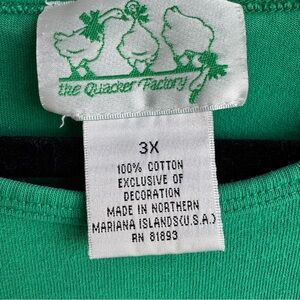 the Quacker Factory
3X
100% COTTON
EXCLUSIVE OF
DECORATION
MADE IN NORTHERN
MARIANA ISLANDS(U.S.A.)
RN 81893